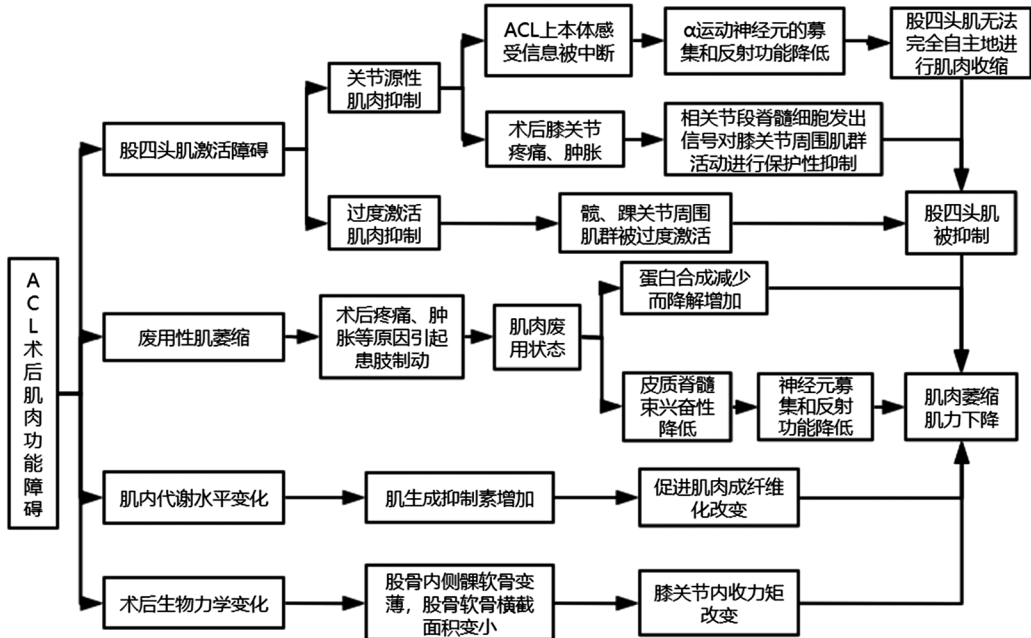 ACL术后肌肉功能障碍
股四头肌激活障碍
关节源性
肌肉抑制
ACL上本体感
受信息被中断
α运动神经元的募
集和反射功能降低
股四头肌无法
完全自主地进
行肌肉收缩
术后膝关节
疼痛、肿胀
相关节段脊髓细胞发出
信号对膝关节周围肌群
活动进行保护性抑制
过度激活
肌肉抑制
髋、踝关节周围
肌群被过度激活
股四头肌
被抑制
废用性肌萎缩
术后疼痛、肿
胀等原因引起
患肢制动
肌肉废
用状态
蛋白合成减少
而降解增加
皮质脊髓
束兴奋性
降低
神经元募
集和反射
功能降低
肌肉萎缩
肌力下降
肌内代谢水平变化
肌生成抑制素增加
促进肌肉成纤维
化改变
术后生物力学变化
股骨内侧髁软骨变
薄，股骨软骨横截
面积变小
膝关节内收力矩
改变